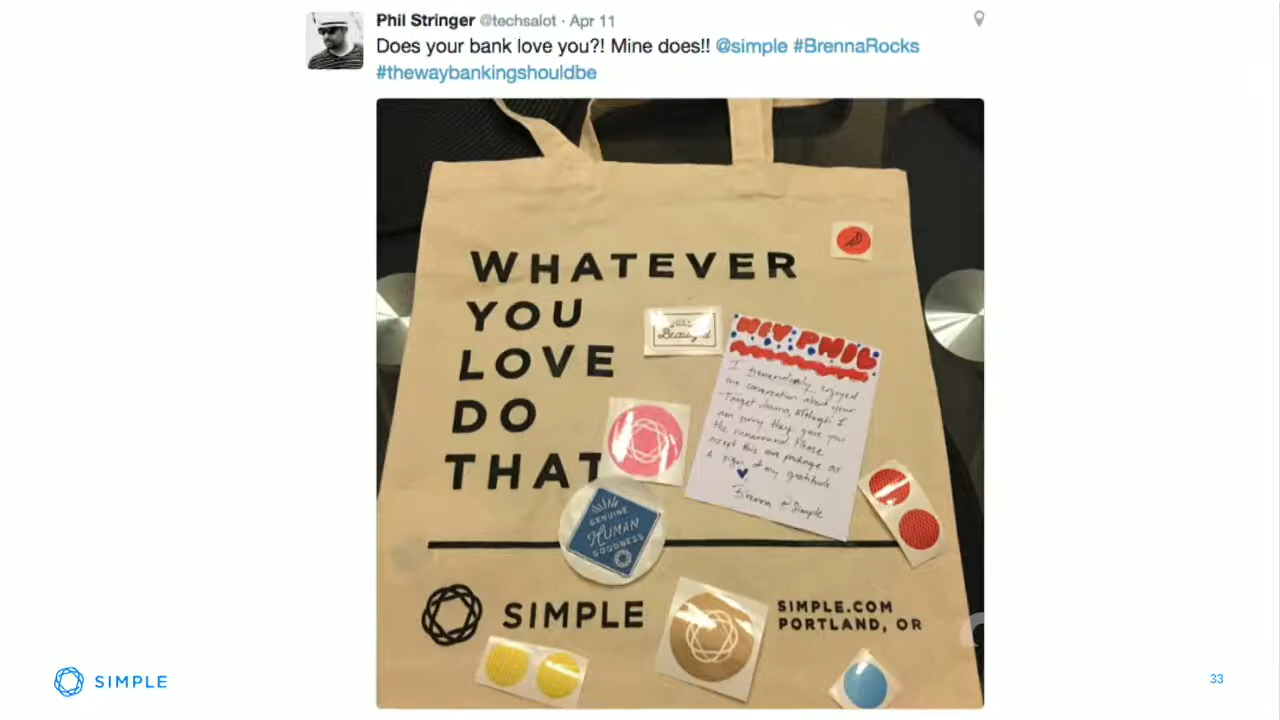 Phil Stringer @techsalot · Apr 11
Does your bank love you?! Mine does!! @simple #BrennaRocks
#thewaybankingshouldbe
WHATEVER
YOU
LOVE
DO
THAT
HIY PHIL
I tremendously enjoyed
our conversation about your
Target drama, although I
am sorry they gave you
the runaround. Please
accept this care package as
a sign of my gratitude
Brenna @ Simple
GENUINE
HUMAN
GOODNESS
SIMPLE
SIMPLE.COM
PORTLAND, OR
SIMPLE
33